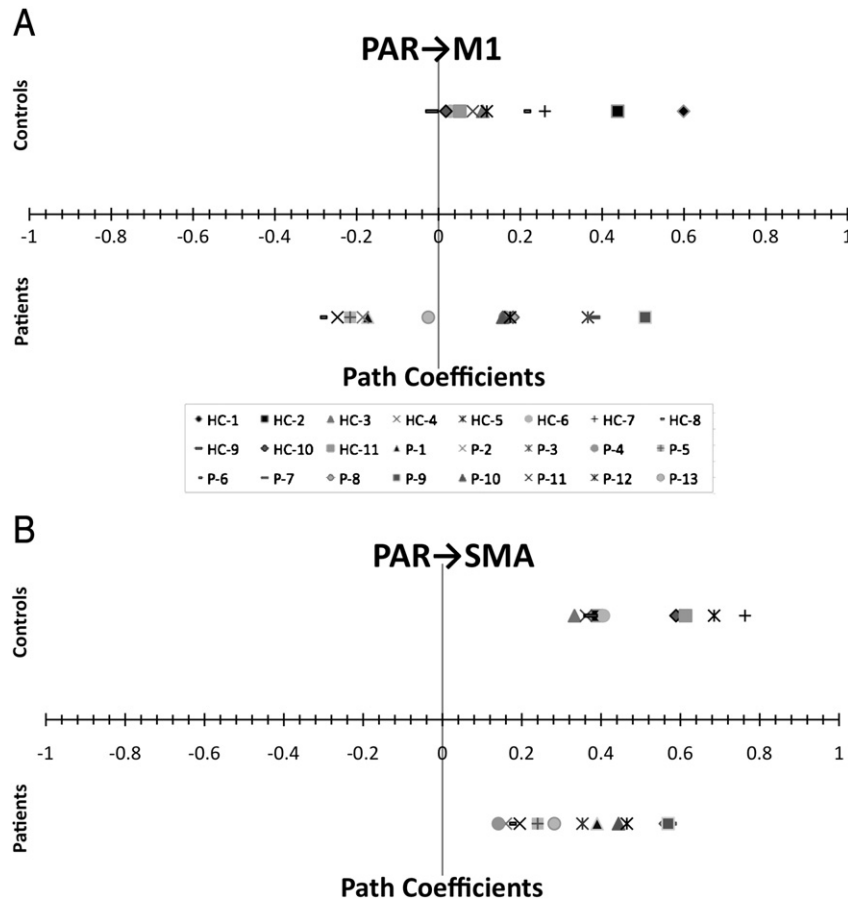 A
PAR→M1
Controls
-1 -0.8 -0.6 -0.4 -0.2 0 0.2 0.4 0.6 0.8 1
Patients
Path Coefficients
HC-1 HC-2 HC-3 HC-4 HC-5 HC-6 HC-7 HC-8
HC-9 HC-10 HC-11 P-1 P-2 P-3 P-4 P-5
P-6 P-7 P-8 P-9 P-10 P-11 P-12 P-13
B
PAR→SMA
Controls
-1 -0.8 -0.6 -0.4 -0.2 0 0.2 0.4 0.6 0.8 1
Patients
Path Coefficients